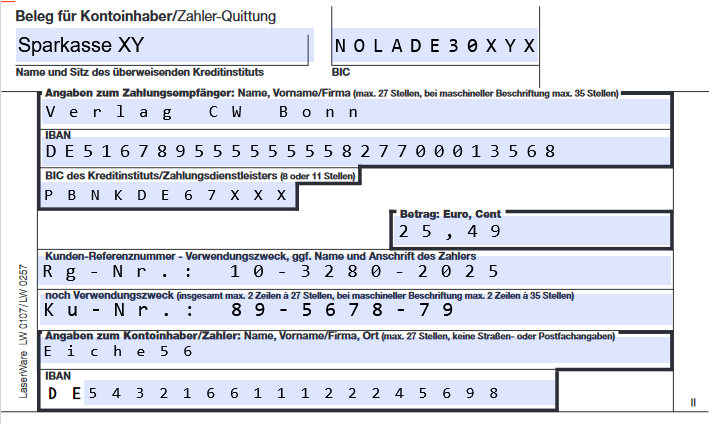 Beleg für Kontoinhaber/Zahler-Quittung
Sparkasse XY
NOLADE30XYX
Name und Sitz des überweisenden Kreditinstituts
BIC
Angaben zum Zahlungsempfänger: Name, Vorname/Firma (max. 27 Stellen, bei maschineller Beschriftung max. 35 Stellen)
Verlag CW Bonn
IBAN
DE51678955555555827700013568
BIC des Kreditinstituts/Zahlungsdienstleisters (8 oder 11 Stellen)
PBNKDE67XXX
Betrag: Euro, Cent
25,49
Kunden-Referenznummer - Verwendungszweck, ggf. Name und Anschrift des Zahlers
Rg-Nr.: 10-3280-2025
noch Verwendungszweck (insgesamt max. 2 Zeilen à 27 Stellen, bei maschineller Beschriftung max. 2 Zeilen à 35 Stellen)
Ku-Nr.: 89-5678-79
Angaben zum Kontoinhaber/Zahler: Name, Vorname/Firma, Ort (max. 27 Stellen, keine Straßen- oder Postfachangaben)
Eiche56
IBAN
DE543216611122245698
II
LaserWare LW 0107/LW 0257